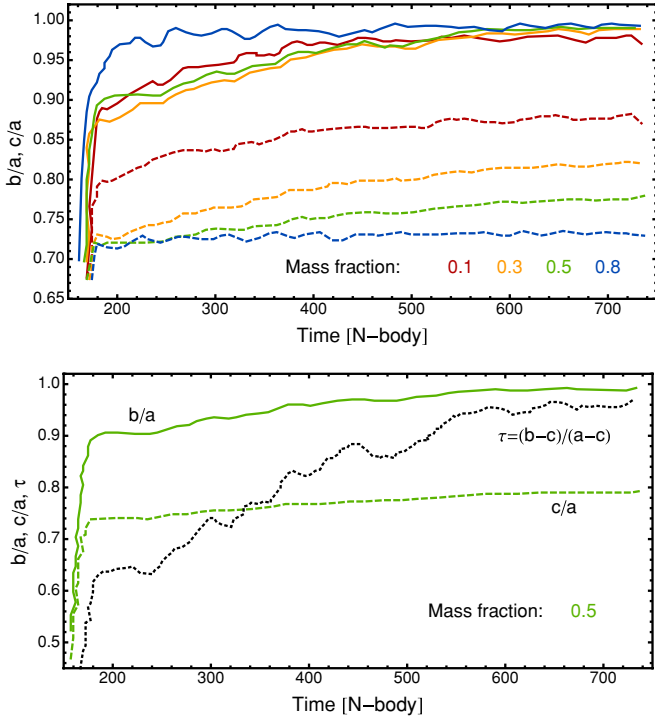 1.00
0.95
0.90
0.85
0.80
0.75
0.70
0.65
b/a, c/a
Mass fraction: 0.1 0.3 0.5 0.8
200 300 400 500 600 700
Time [N−body]
1.0
0.9
0.8
0.7
0.6
0.5
b/a, c/a, τ
b/a
τ=(b−c)/(a−c)
c/a
Mass fraction: 0.5
200 300 400 500 600 700
Time [N−body]